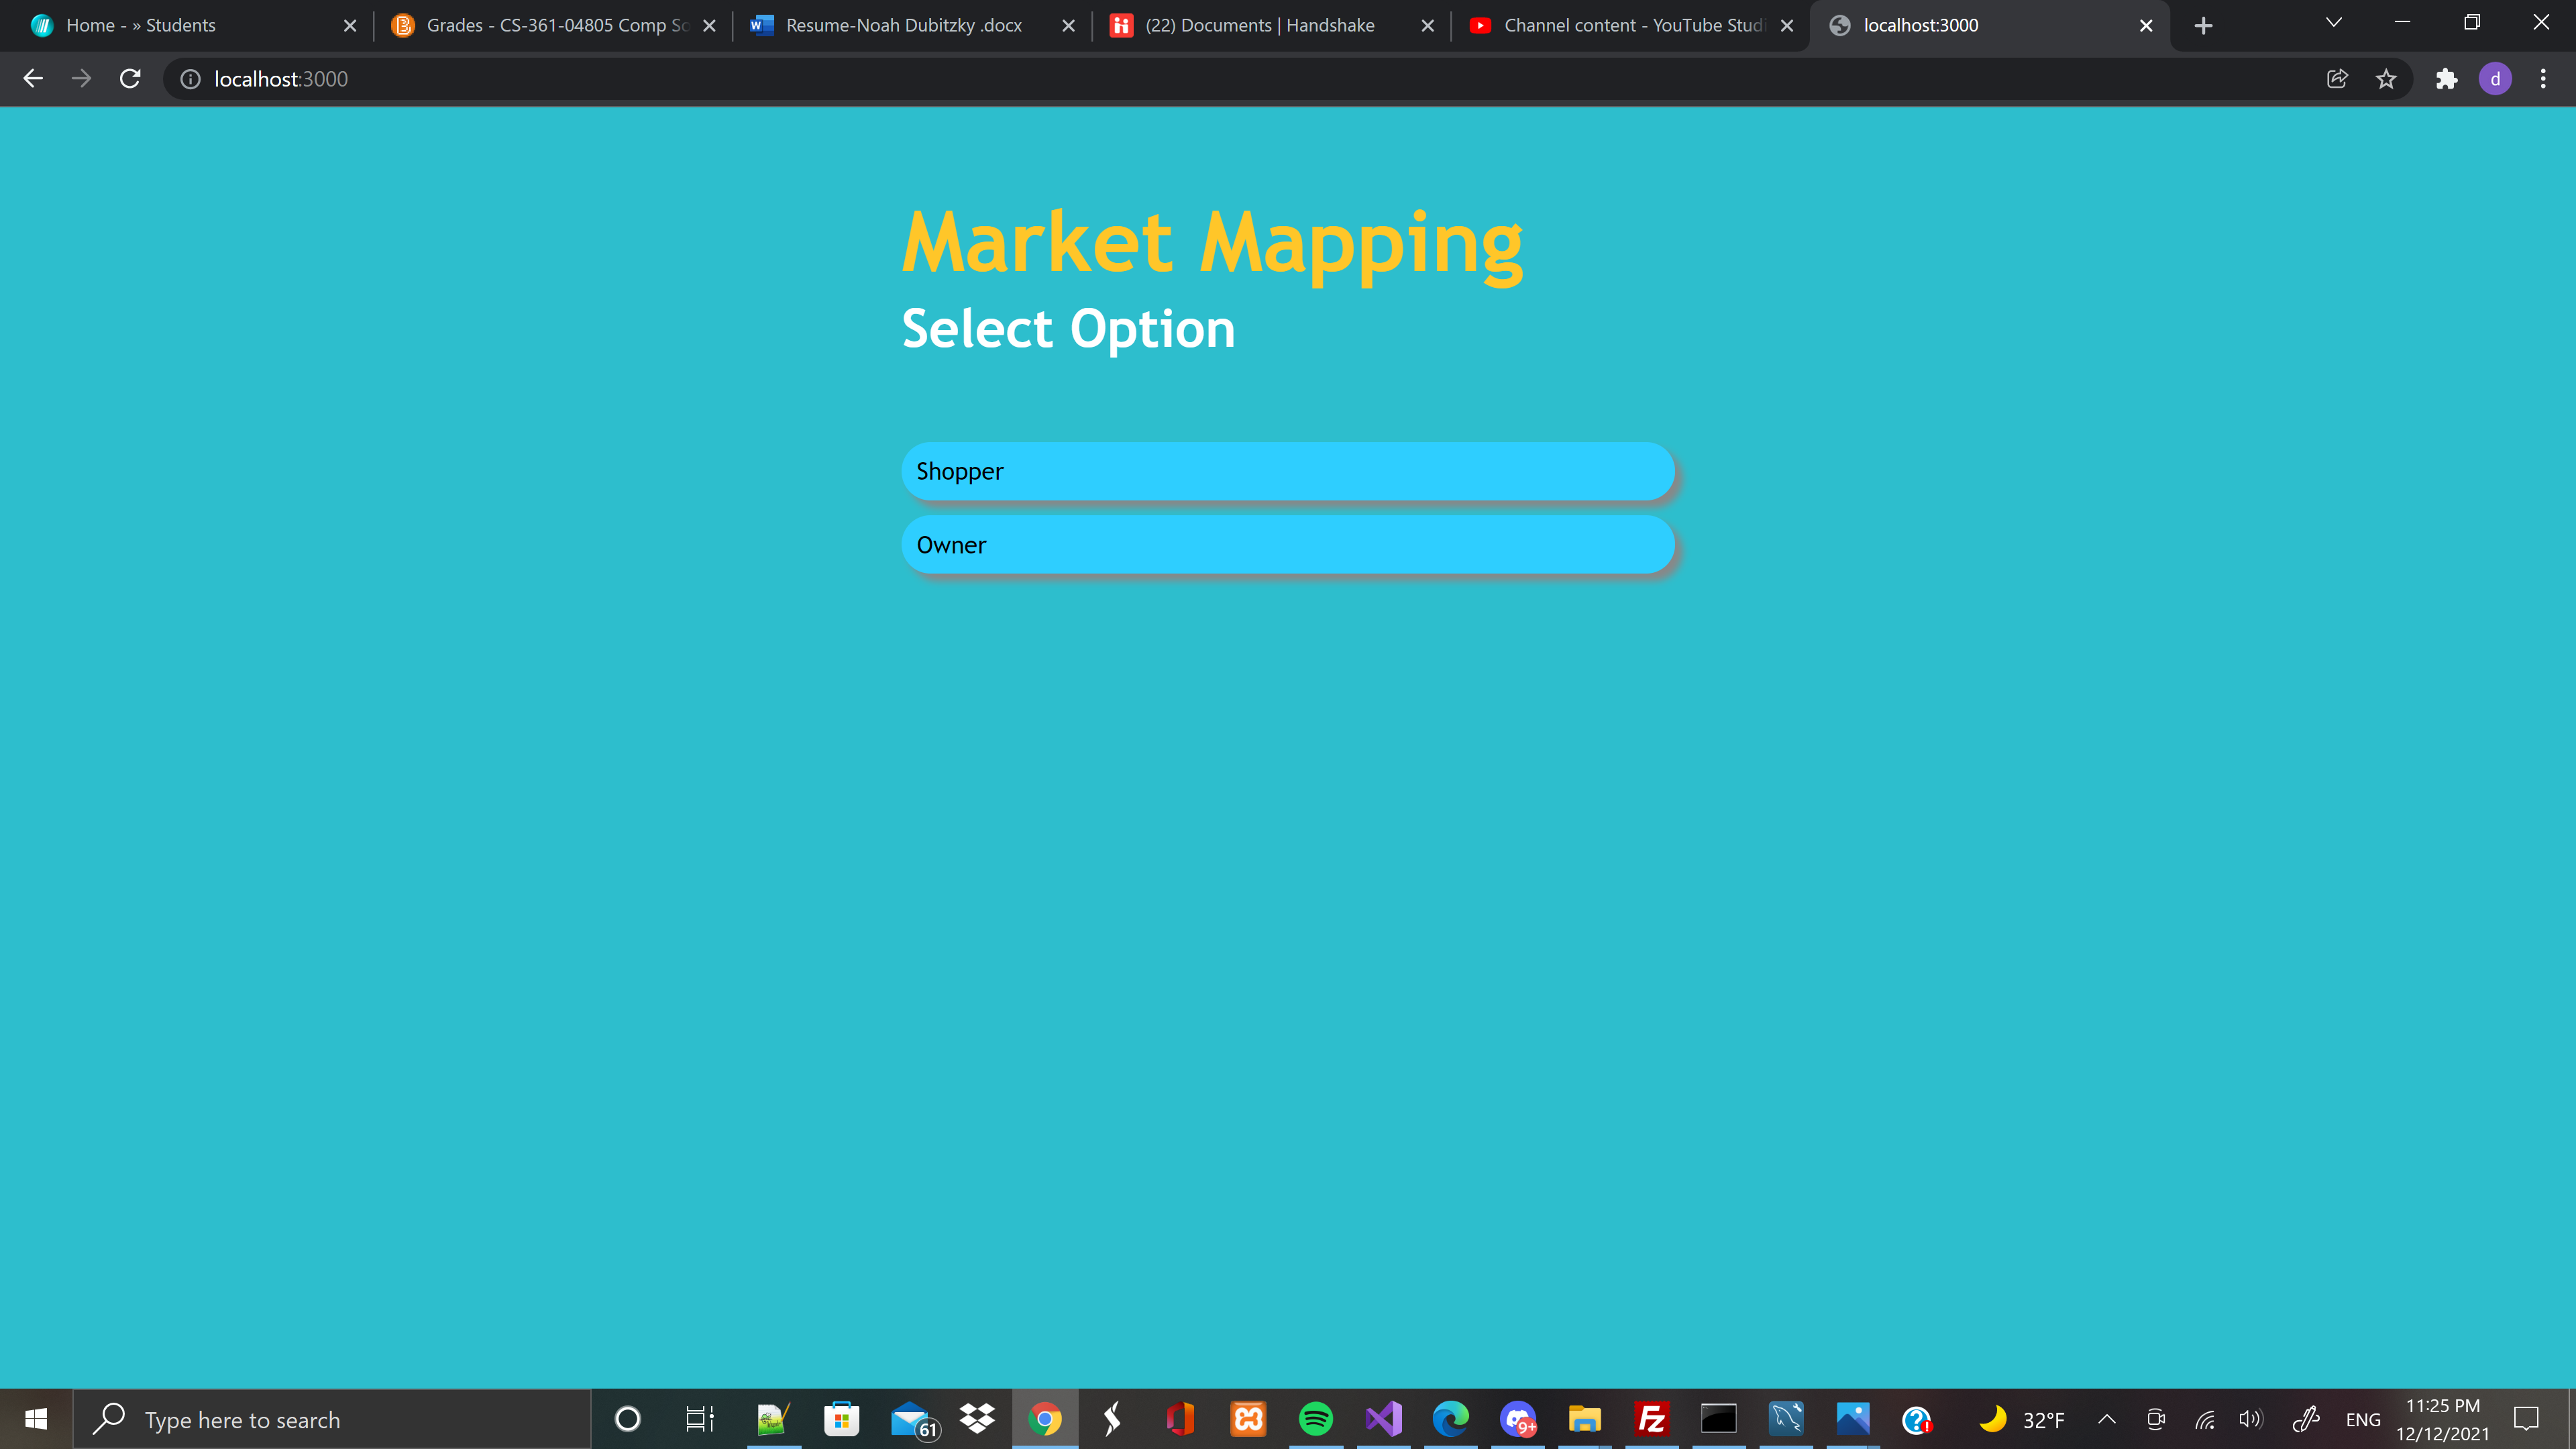 Home - » Students
Grades - CS-361-04805 Comp Sc
Resume-Noah Dubitzky .docx
(22) Documents | Handshake
Channel content - YouTube Studi
localhost:3000
localhost:3000
d
Market Mapping
Select Option
Shopper
Owner
Type here to search
61
9+
32°F
ENG
11:25 PM
12/12/2021